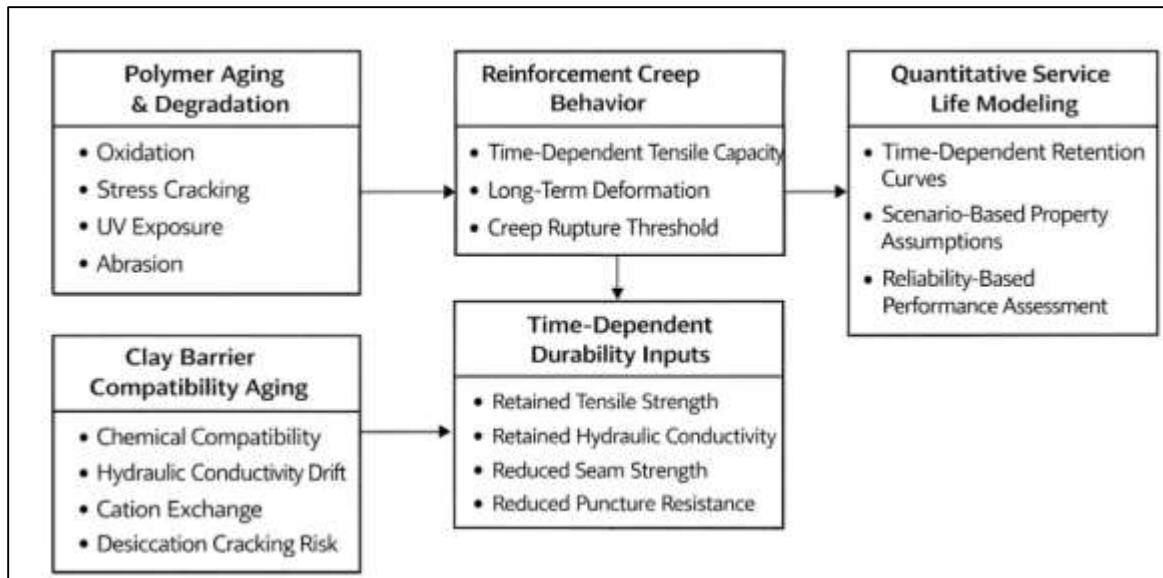 Polymer Aging
& Degradation
• Oxidation
• Stress Cracking
• UV Exposure
• Abrasion
Reinforcement Creep
Behavior
• Time-Dependent Tensile Capacity
• Long-Term Deformation
• Creep Rupture Threshold
Quantitative Service
Life Modeling
• Time-Dependent Retention
Curves
• Scenario-Based Property
Assumptions
• Reliability-Based
Performance Assessment
Clay Barrier
Compatibility Aging
• Chemical Compatibility
• Hydraulic Conductivity Drift
• Cation Exchange
• Desiccation Cracking Risk
Time-Dependent
Durability Inputs
• Retained Tensile Strength
• Retained Hydraulic Conductivity
• Reduced Seam Strength
• Reduced Puncture Resistance